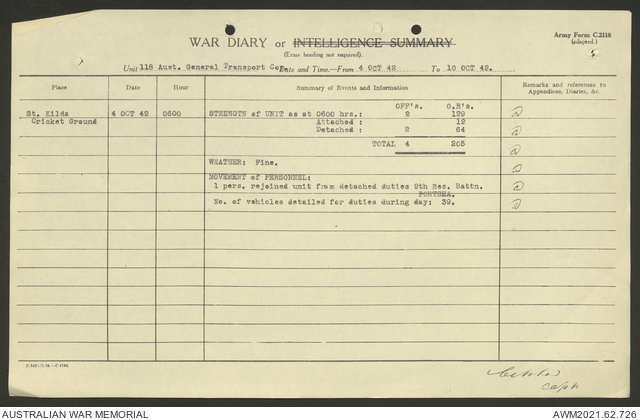 Army Form C.2118
(adapted.)
WAR DIARY or INTELLIGENCE SUMMARY
(Erase heading not required).
Unit 118 Aust. General Transport Coy. Date and Time.—From 4 OCT 42 To 10 OCT 42.
Place Date Hour Summary of Events and Information Remarks and references to Appendices, Diaries, &c.
OFF's. O.R's.
St. Kilda 4 OCT 42 0600 STRENGTH of UNIT as at 0600 hrs.: 2 129
Cricket Ground Attached: 12
Detached: 2 64
TOTAL 4 205
WEATHER: Fine.
MOVEMENT of PERSONNEL:
1 pers. rejoined unit from detached duties 9th Rec. Battn.
PORTSEA.
No. of vehicles detailed for duties during day: 39.
Capt
AUSTRALIAN WAR MEMORIAL AWM2021.62.726